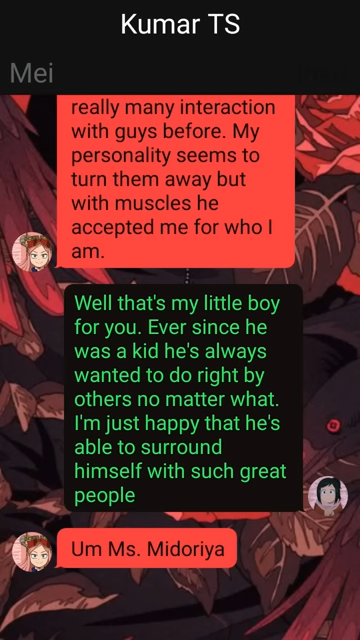 Kumar TS
Mei
really many interaction
with guys before. My
personality seems to
turn them away but
with muscles he
accepted me for who I
am.
Well that's my little boy
for you. Ever since he
was a kid he's always
wanted to do right by
others no matter what.
I'm just happy that he's
able to surround
himself with such great
people
Um Ms. Midoriya